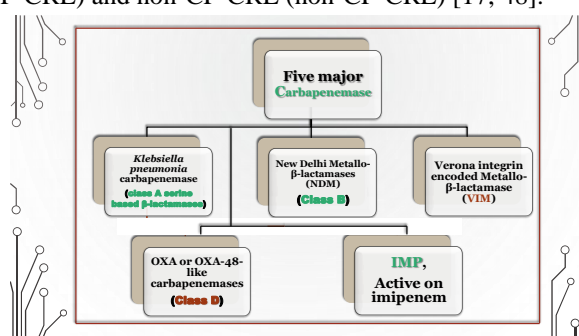 P-CRE) and non-CP-CRE (non-CP CRE) [17, 48].
Five major
Carbapenemase
Klebsiella
pneumonia
carbapenemase
(class A serine
based β-lactamases)
New Delhi Metallo-
β-lactamases
(NDM)
(Class B)
Verona integrin
encoded Metallo-
β-lactamase
(VIM)
OXA or OXA-48-
like
carbapenemases
(Class D)
IMP,
Active on
imipenem